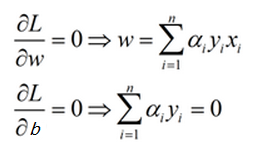 ∂L/∂w = 0 ⇒ w = ∑_{i=1}^{n} α_i y_i x_i
∂L/∂b = 0 ⇒ ∑_{i=1}^{n} α_i y_i = 0